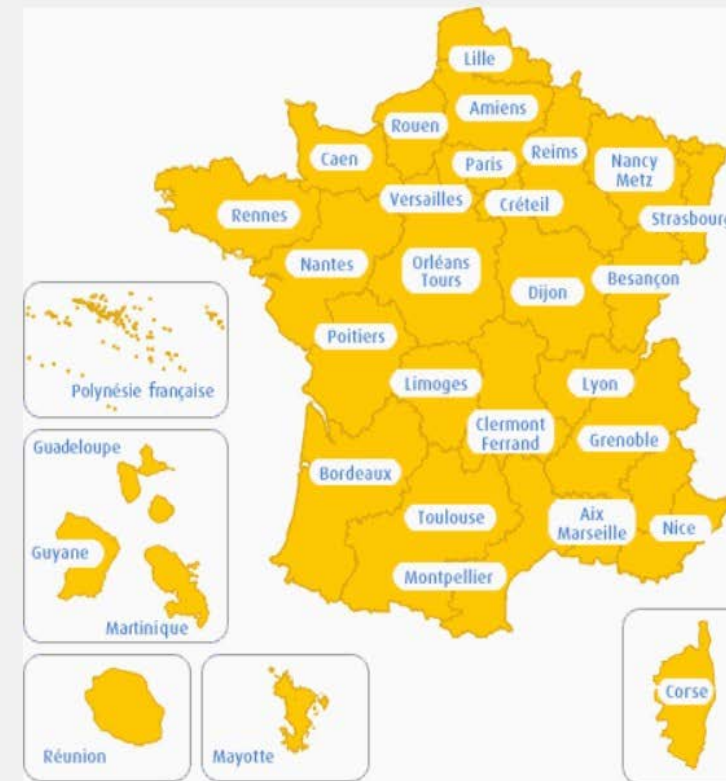 Lille
Amiens
Rouen
Caen
Paris
Reims
Nancy
Metz
Versailles
Créteil
Strasbourg
Rennes
Nantes
Orléans
Tours
Dijon
Besançon
Poitiers
Limoges
Lyon
Clermont
Ferrand
Grenoble
Bordeaux
Toulouse
Aix
Marseille
Nice
Montpellier
Polynésie française
Guadeloupe
Guyane
Martinique
Réunion
Mayotte
Corse